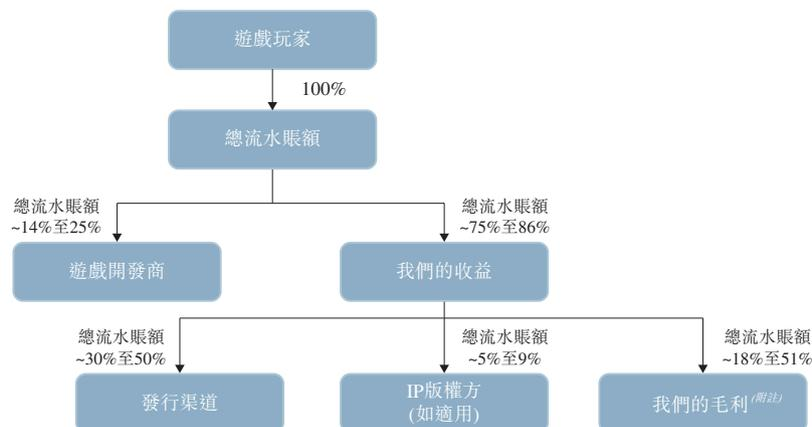 遊戲玩家
100%
總流水賬額
總流水賬額
~14%至25%
總流水賬額
~75%至86%
遊戲開發商
我們的收益
總流水賬額
~30%至50%
總流水賬額
~5%至9%
總流水賬額
~18%至51%
發行渠道
IP版權方
(如適用)
我們的毛利(附註)